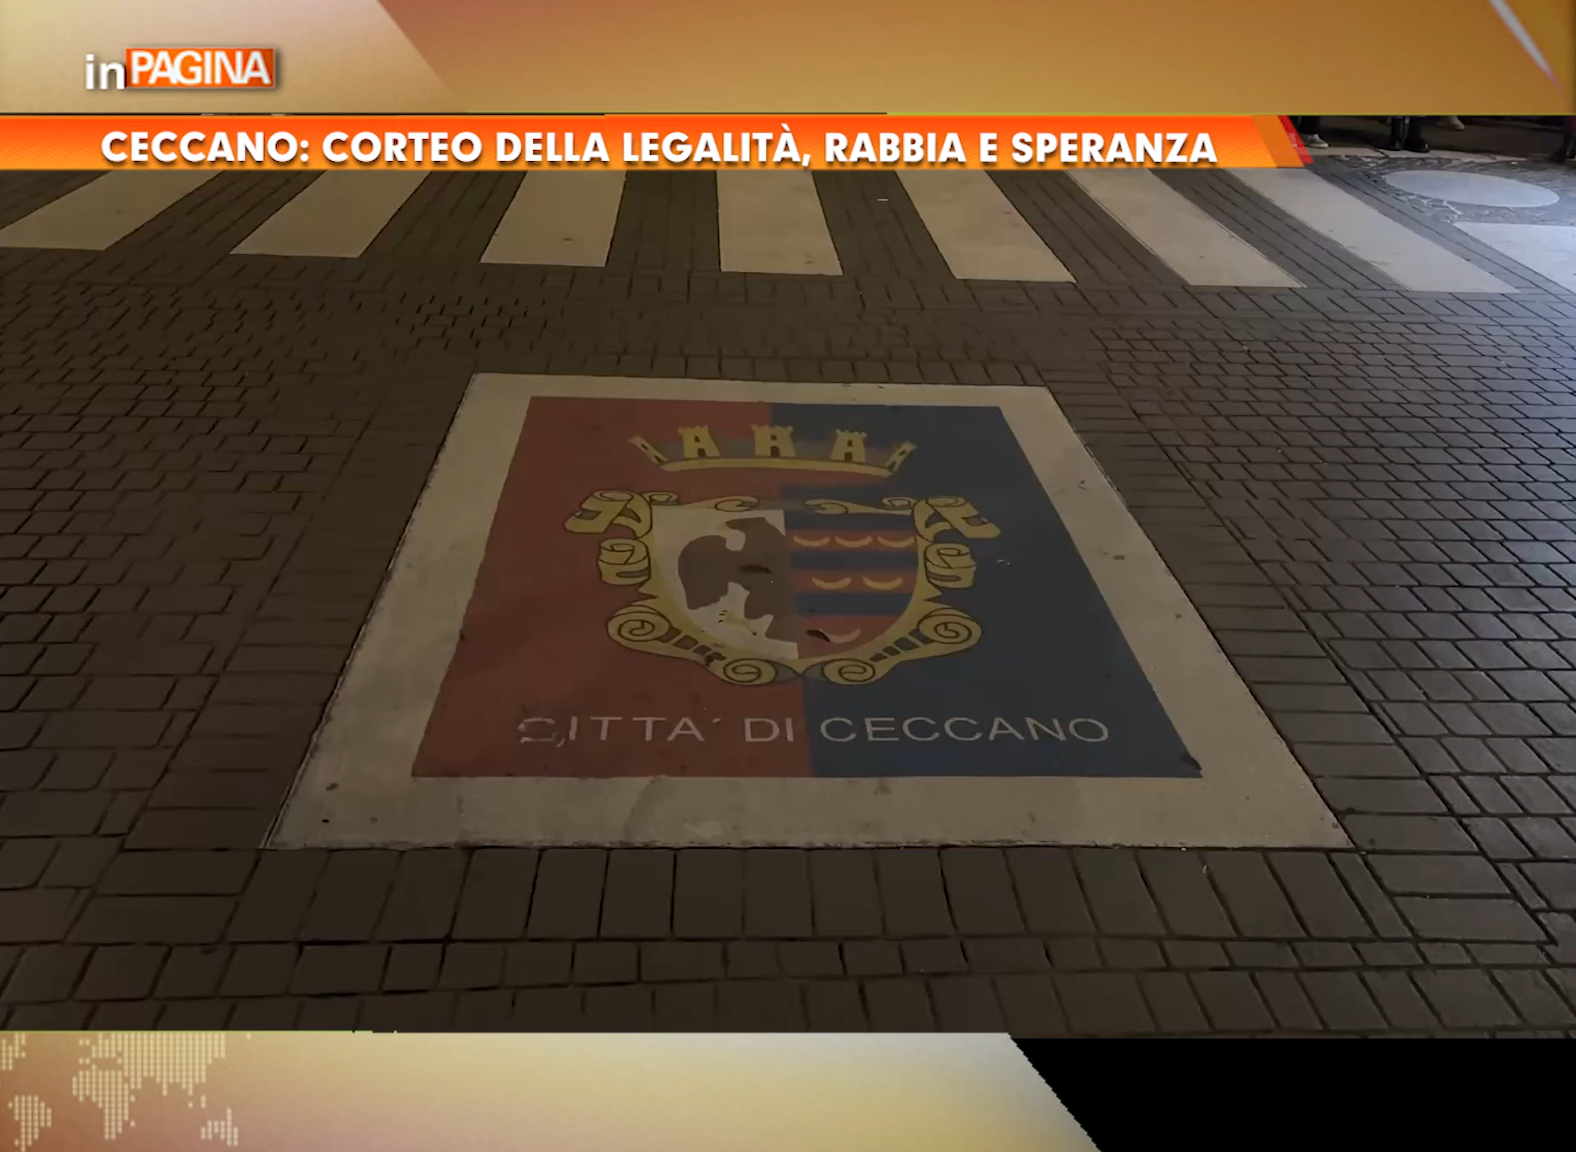 inPAGINA
CECCANO: CORTEO DELLA LEGALITÀ, RABBIA E SPERANZA
CITTA' DI CECCANO